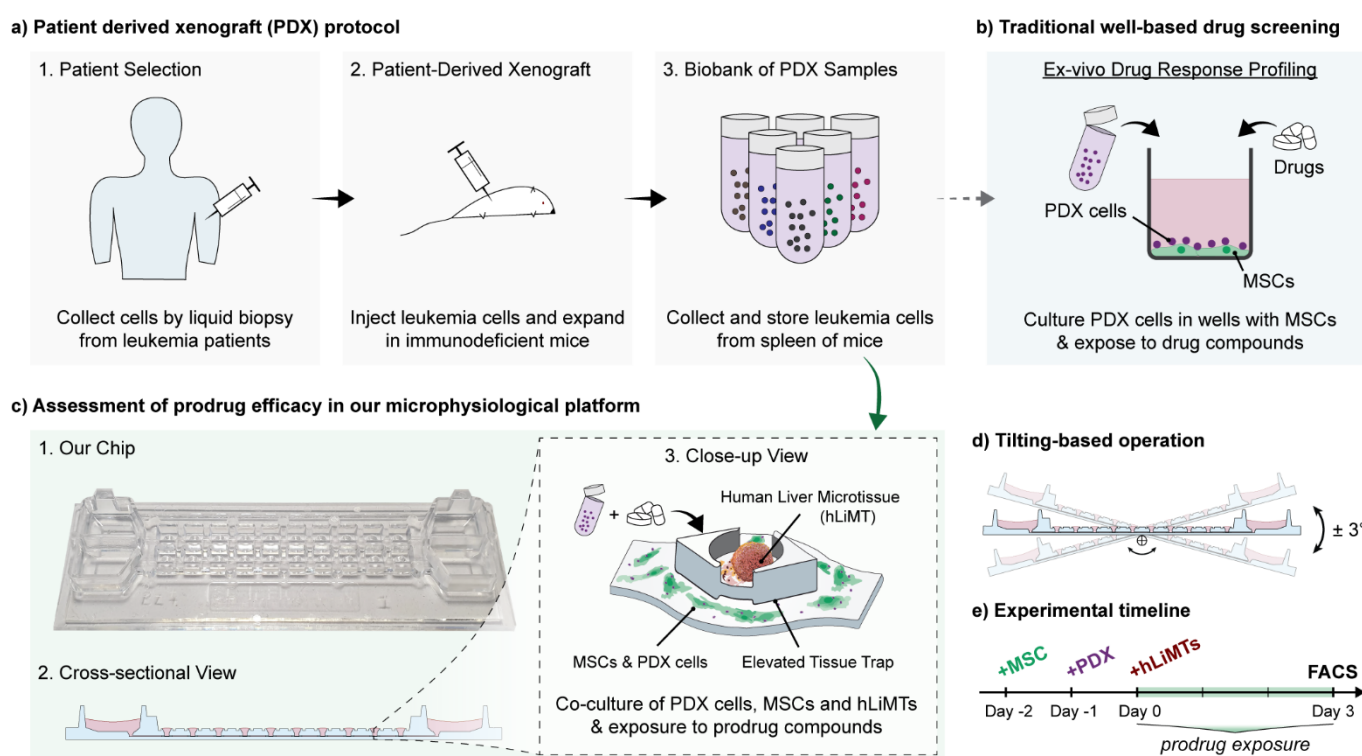 a) Patient derived xenograft (PDX) protocol
1. Patient Selection
Collect cells by liquid biopsy
from leukemia patients
2. Patient-Derived Xenograft
Inject leukemia cells and expand
in immunodeficient mice
3. Biobank of PDX Samples
Collect and store leukemia cells
from spleen of mice
b) Traditional well-based drug screening
Ex-vivo Drug Response Profiling
Drugs
PDX cells
MSCs
Culture PDX cells in wells with MSCs
& expose to drug compounds
c) Assessment of prodrug efficacy in our microphysiological platform
1. Our Chip
2. Cross-sectional View
3. Close-up View
+
Human Liver Microtissue
(hLiMT)
MSCs & PDX cells
Elevated Tissue Trap
Co-culture of PDX cells, MSCs and hLiMTs
& exposure to prodrug compounds
d) Tilting-based operation
± 3°
e) Experimental timeline
+MSC
+PDX
+hLiMTs
FACS
Day -2
Day -1
Day 0
Day 3
prodrug exposure